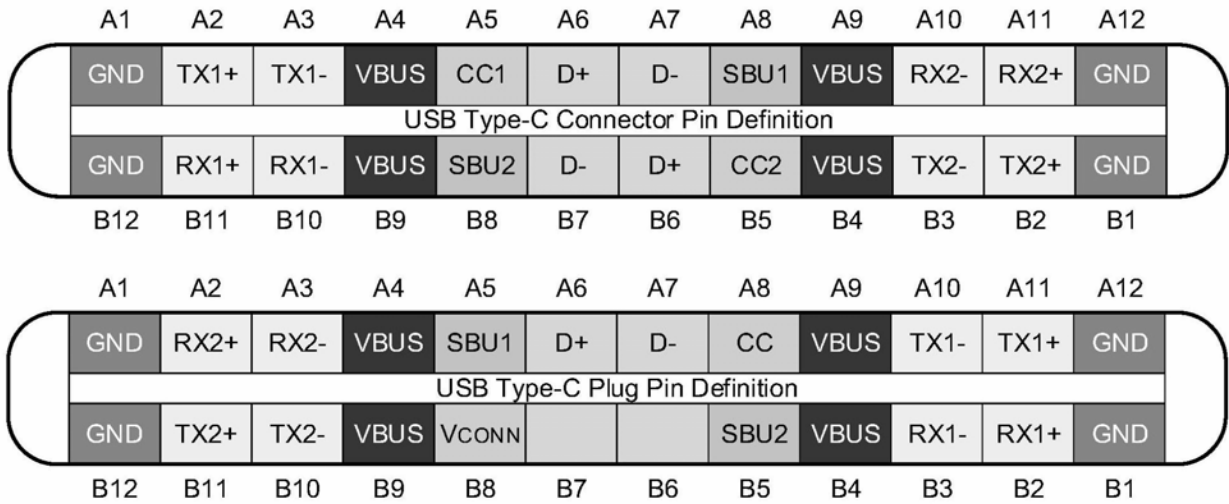 A1 A2 A3 A4 A5 A6 A7 A8 A9 A10 A11 A12
GND TX1+ TX1- VBUS CC1 D+ D- SBU1 VBUS RX2- RX2+ GND
USB Type-C Connector Pin Definition
GND RX1+ RX1- VBUS SBU2 D- D+ CC2 VBUS TX2- TX2+ GND
B12 B11 B10 B9 B8 B7 B6 B5 B4 B3 B2 B1
A1 A2 A3 A4 A5 A6 A7 A8 A9 A10 A11 A12
GND RX2+ RX2- VBUS SBU1 D+ D- CC VBUS TX1- TX1+ GND
USB Type-C Plug Pin Definition
GND TX2+ TX2- VBUS VCONN SBU2 VBUS RX1- RX1+ GND
B12 B11 B10 B9 B8 B7 B6 B5 B4 B3 B2 B1